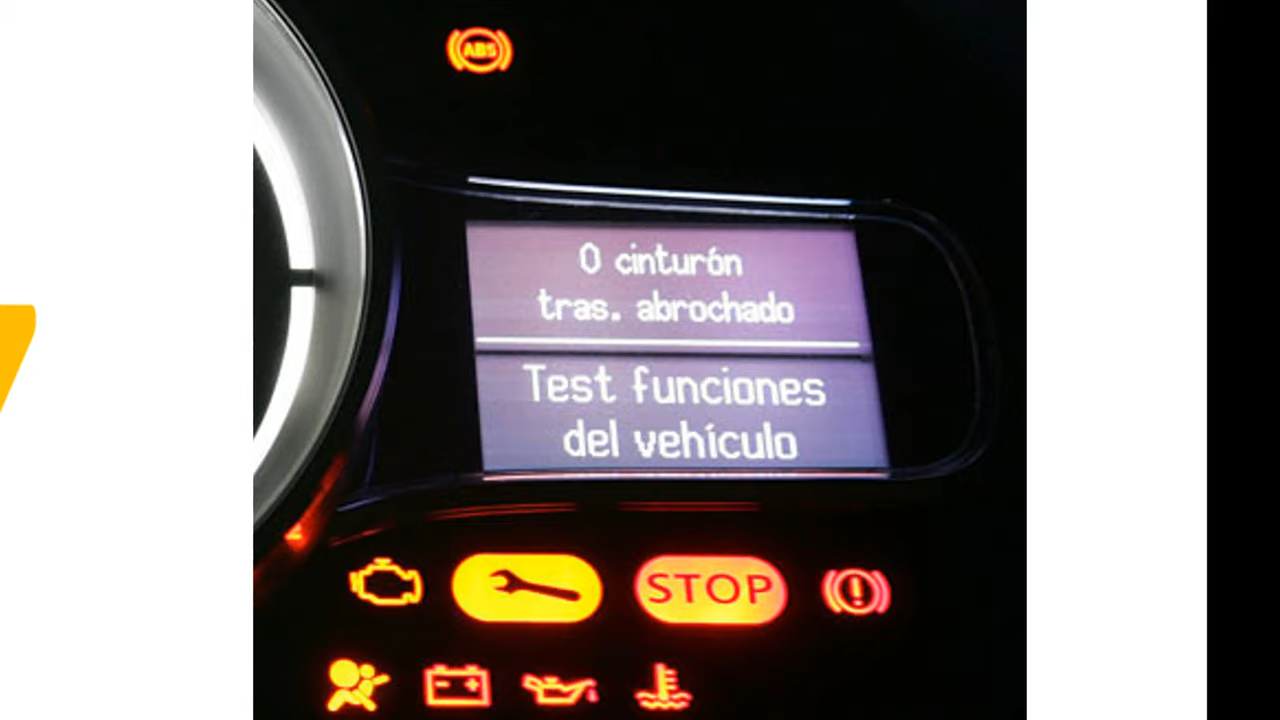 ABS
0 cinturón
tras. abrochado
Test funciones
del vehículo
STOP